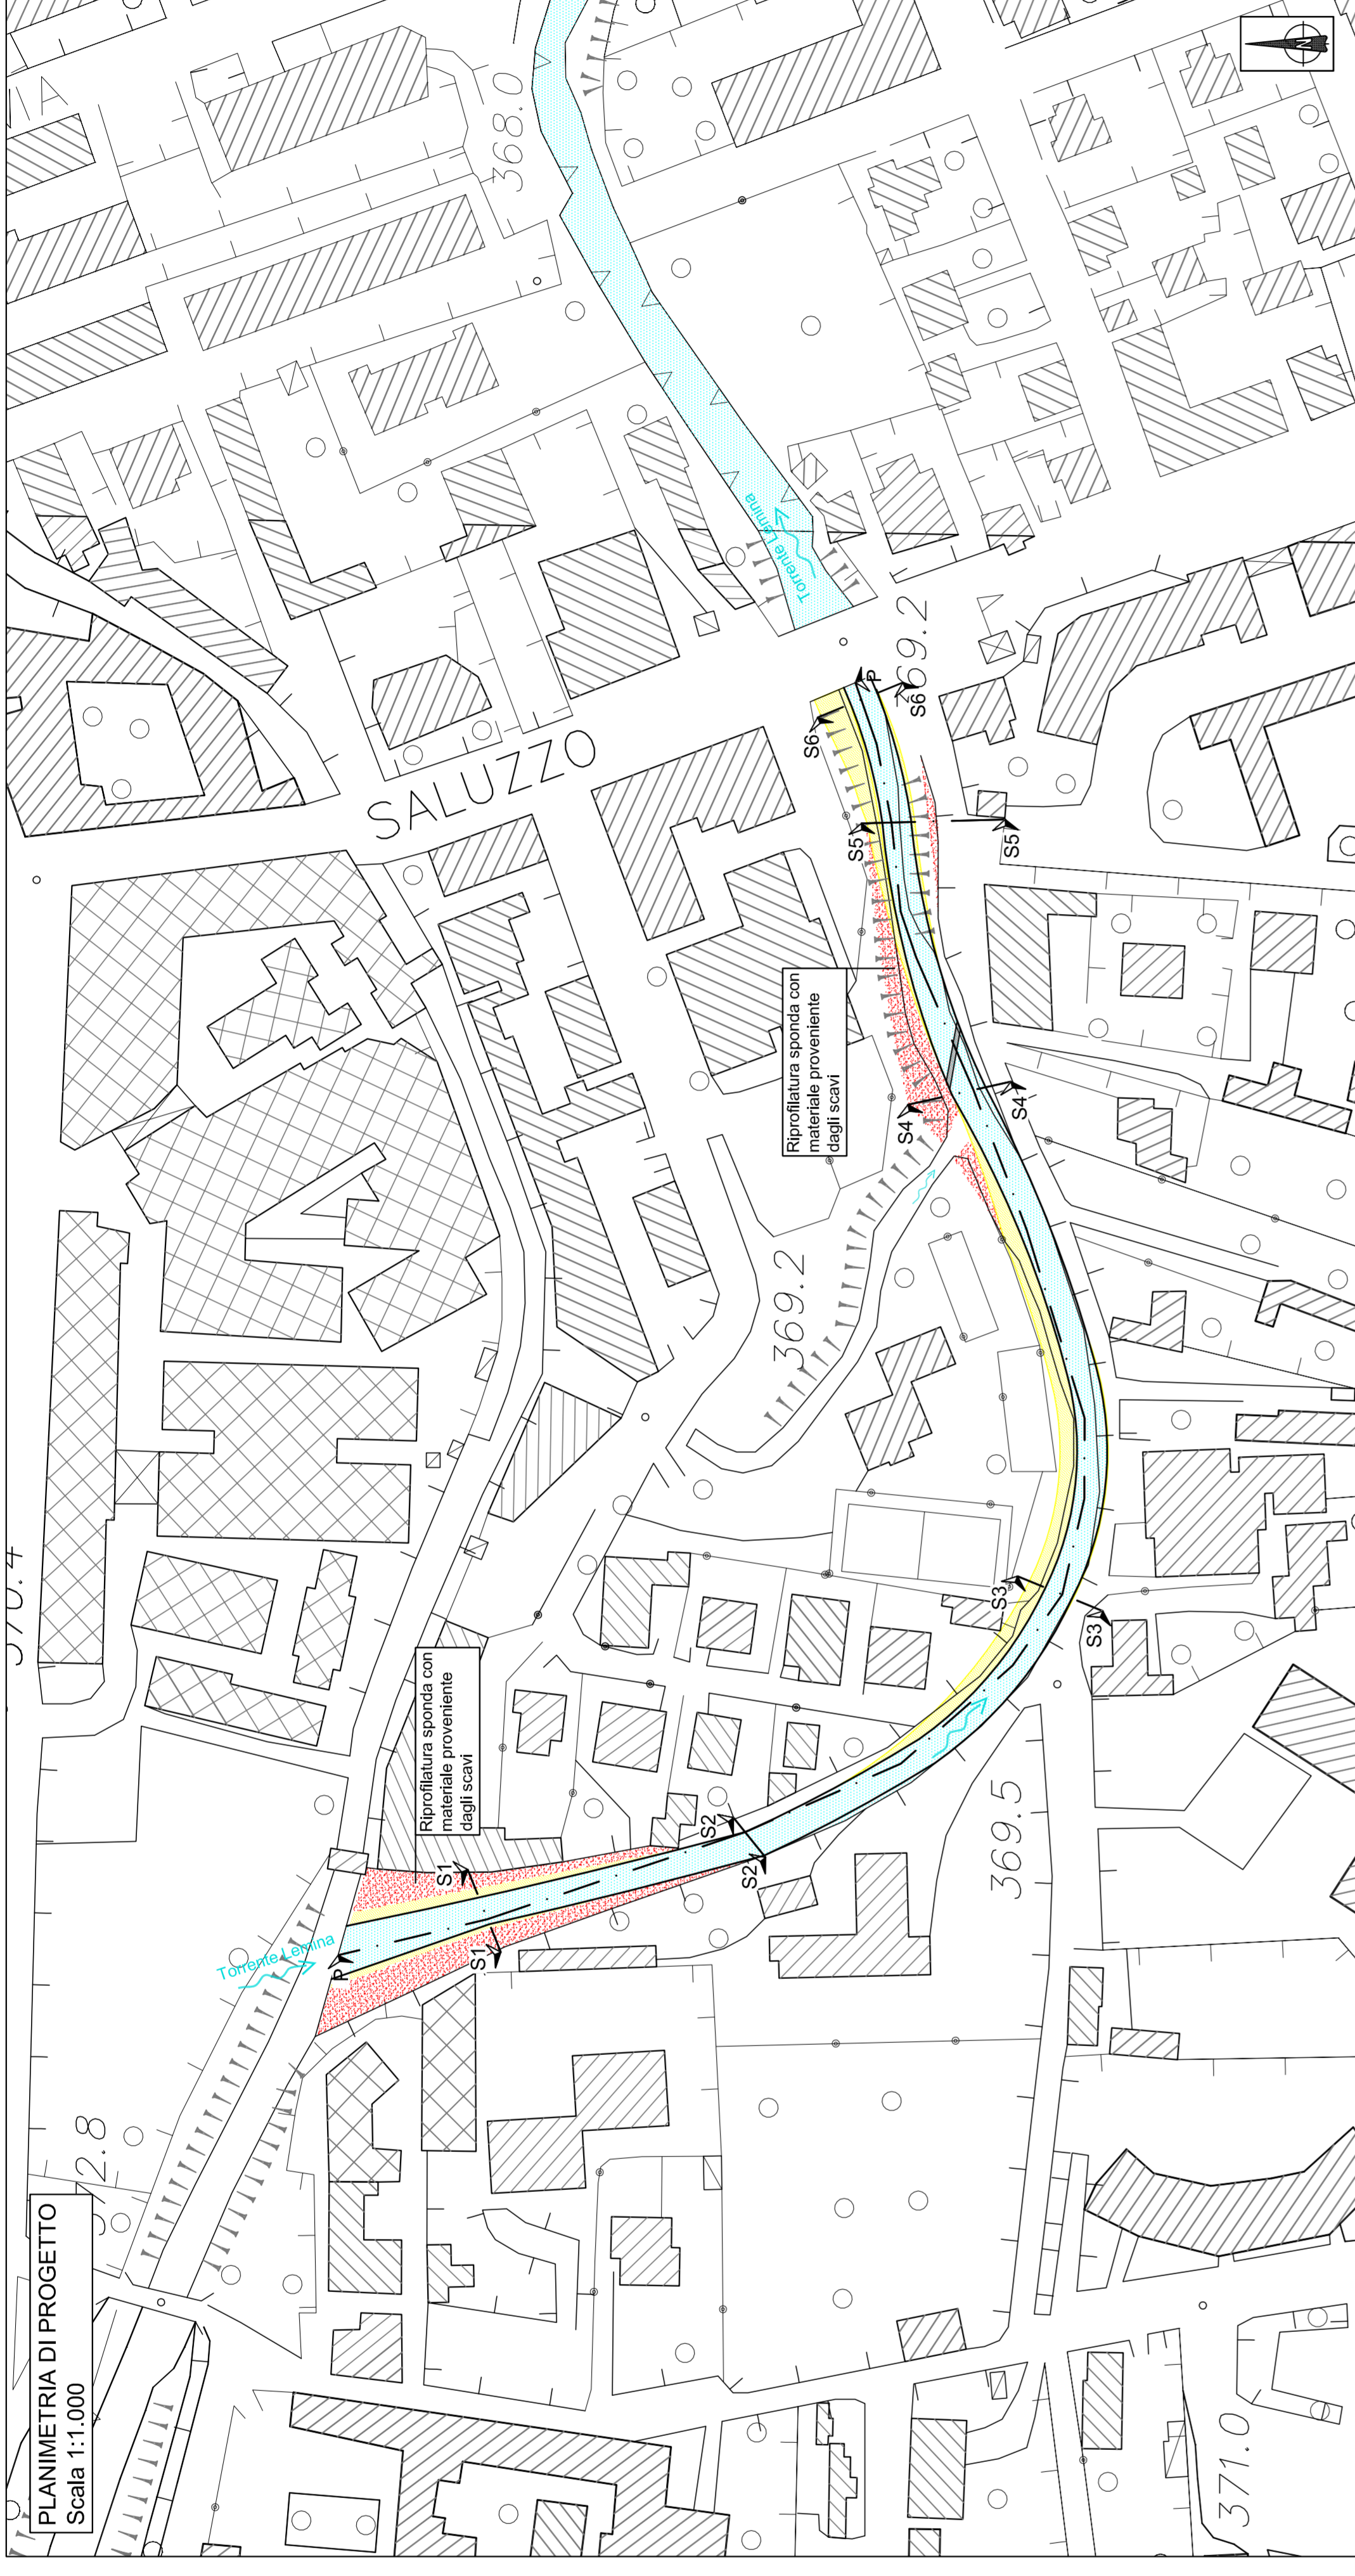 PLANIMETRIA DI PROGETTO
Scala 1:1.000
Torrente Lemina
P
S1
S1
Riprofilatura sponda con
materiale proveniente
dagli scavi
S2
S2
S3
S3
369.5
371.0
369.2
Riprofilatura sponda con
materiale proveniente
dagli scavi
S4
S4
S5
S5
S6
S6
P
369.2
SALUZZO
Torrente Lemina
368.0
N